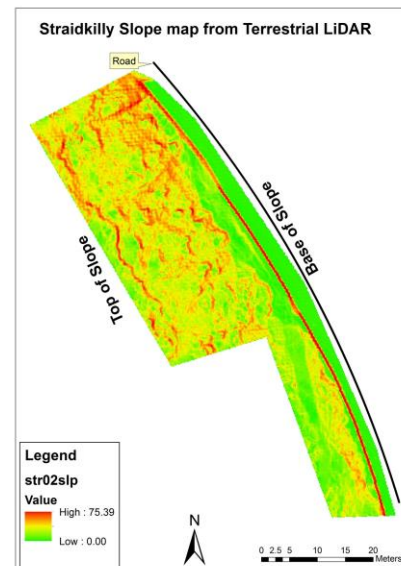 Straidkilly Slope map from Terrestrial LiDAR
Road
Top of Slope
Base of Slope
Legend
str02slp
Value
High : 75.39
Low : 0.00
N
0 2.5 5 10 15 20
Meters